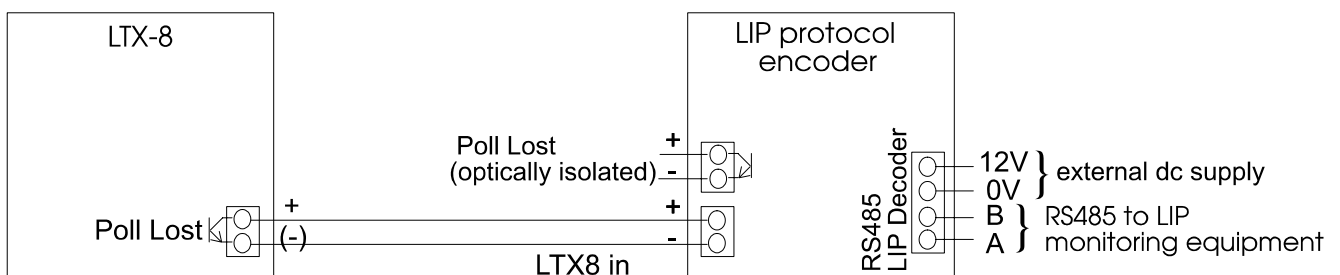 LTX-8
LIP protocol
encoder
Poll Lost
(optically isolated)
+
-
RS485
LIP Decoder
12V
0V
B
A
} external dc supply
} RS485 to LIP
monitoring equipment
Poll Lost
+
(-)
+
-
LTX8 in